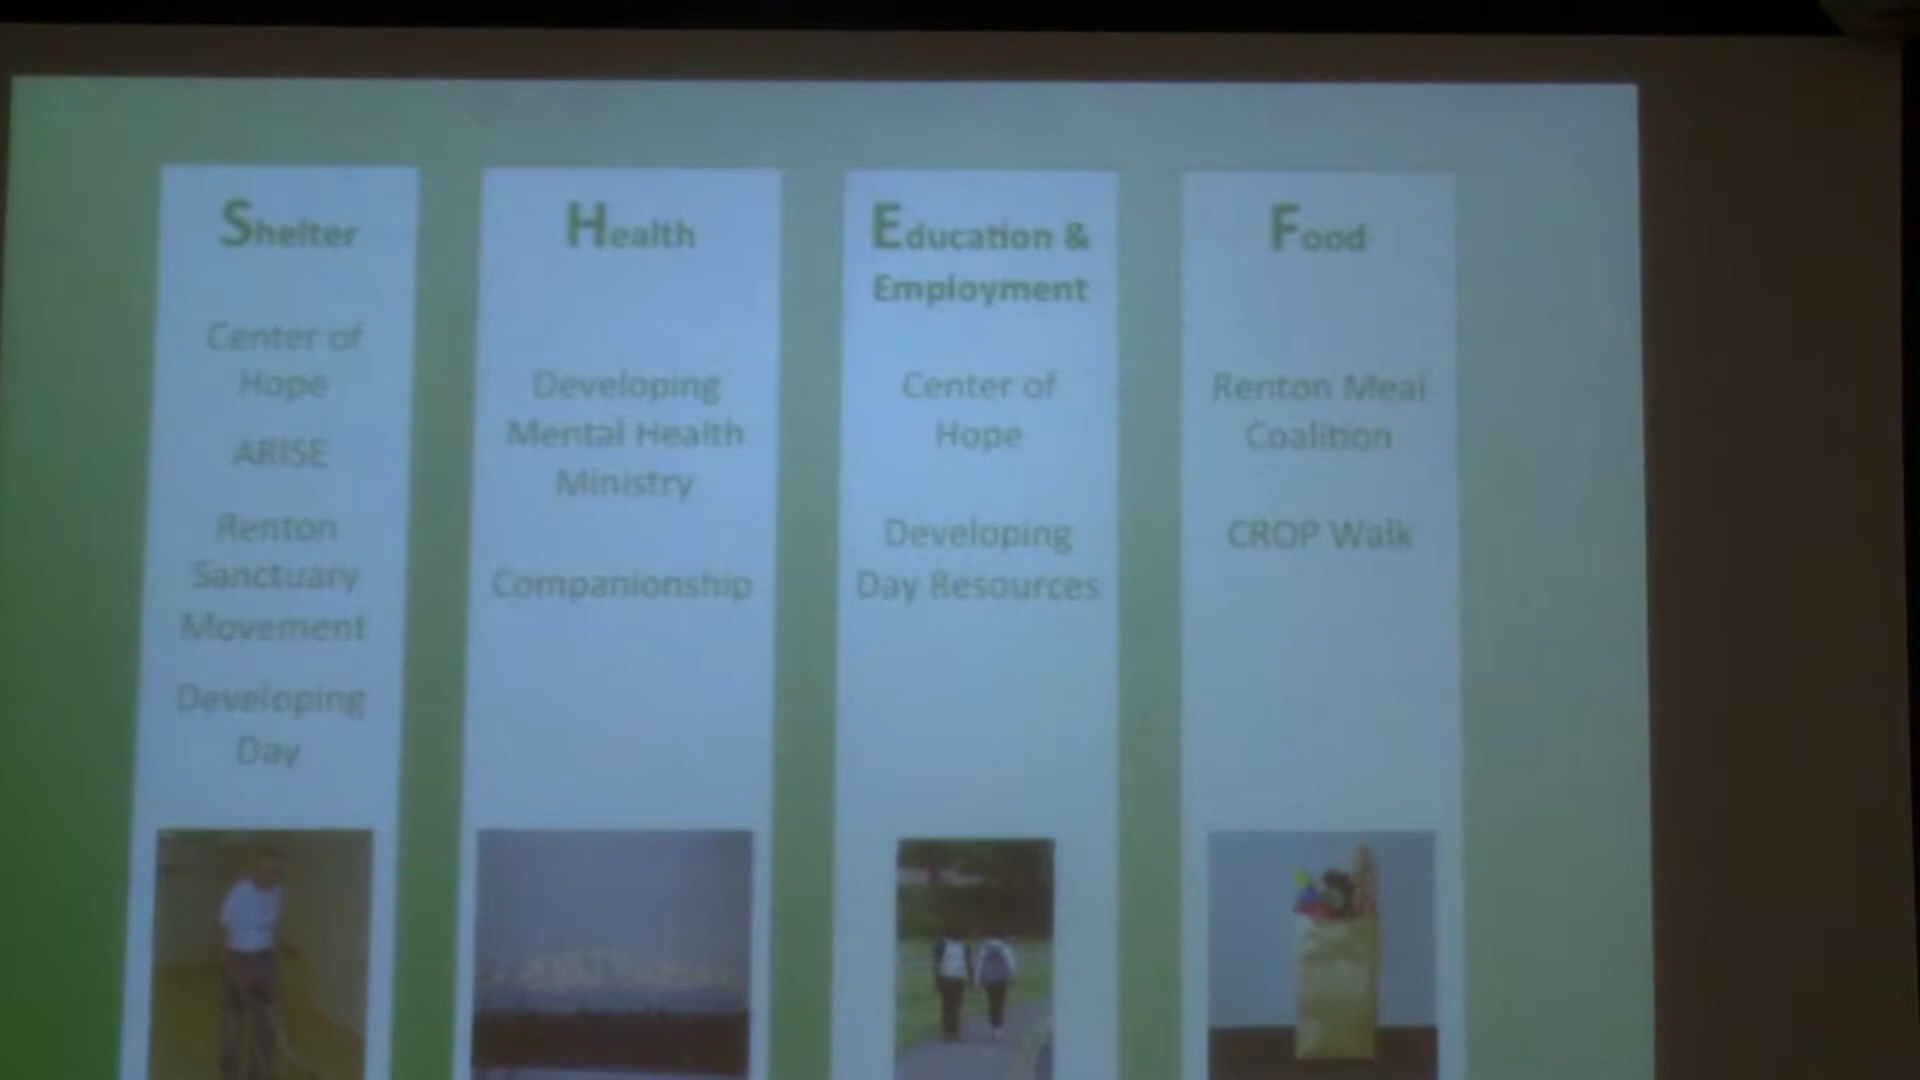 Shelter
Center of
Hope
ARISE
Renton
Sanctuary
Movement
Developing
Day
Health
Developing
Mental Health
Ministry
Companionship
Education &
Employment
Center of
Hope
Developing
Day Resources
Food
Renton Meal
Coalition
CROP Walk